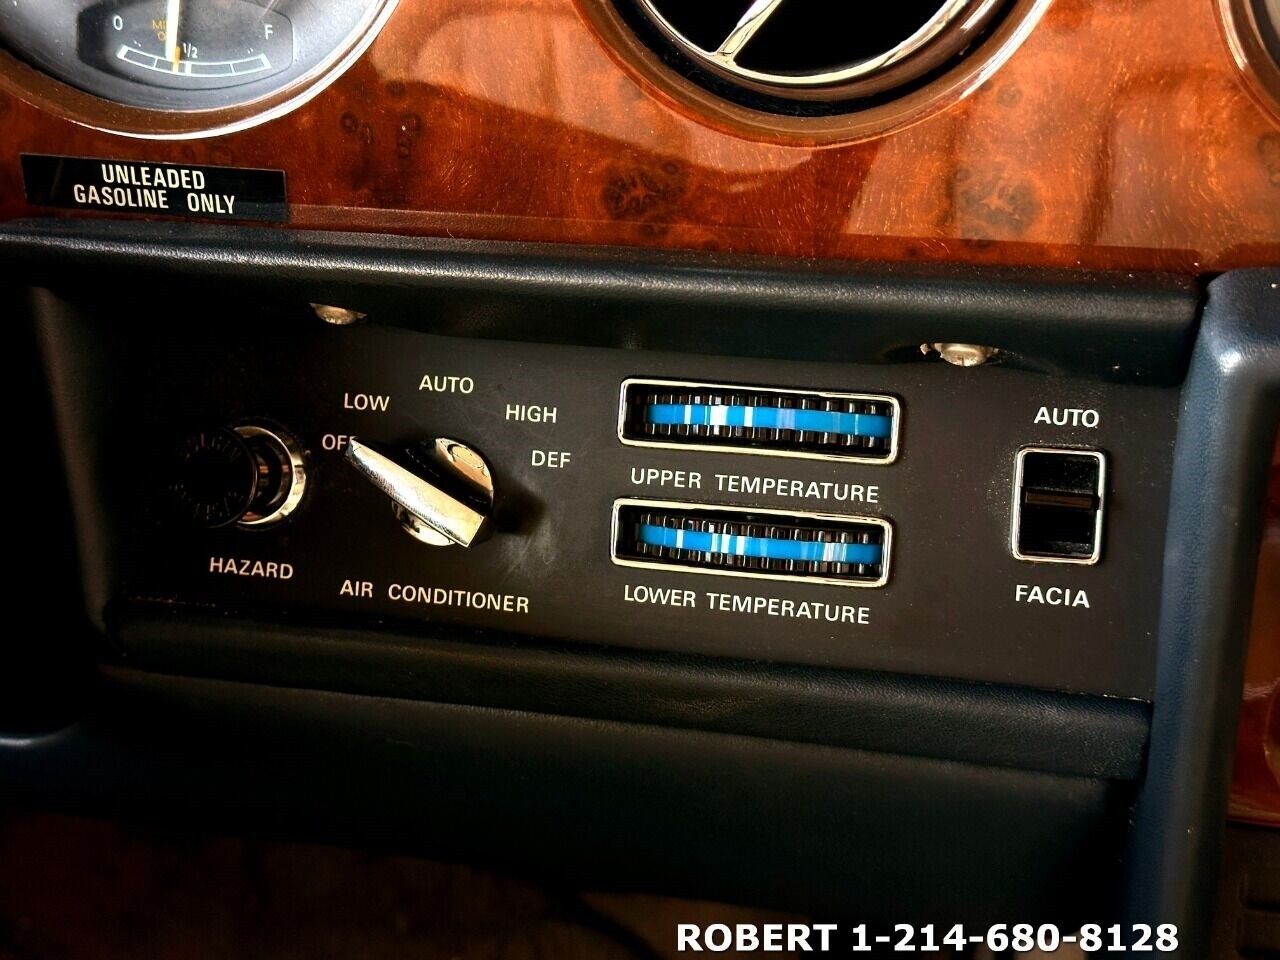 0
1/2
F
UNLEADED
GASOLINE ONLY
AUTO
LOW
HIGH
OFF
DEF
HAZARD
AIR CONDITIONER
UPPER TEMPERATURE
LOWER TEMPERATURE
AUTO
FACIA
ROBERT 1-214-680-8128